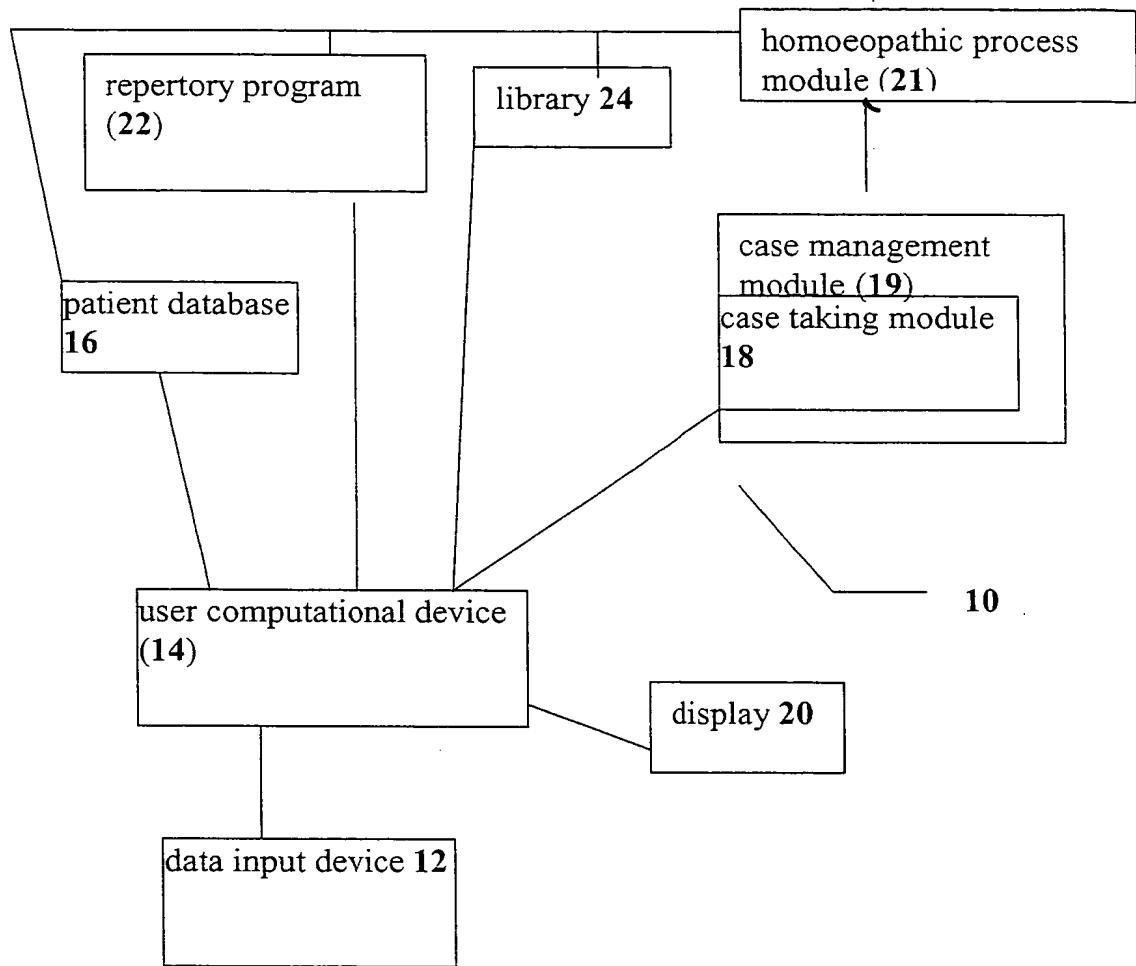 homoeopathic process
module (21)
repertory program
(22)
library 24
case management
module (19)
case taking module
18
patient database
16
user computational device
(14)
10
display 20
data input device 12